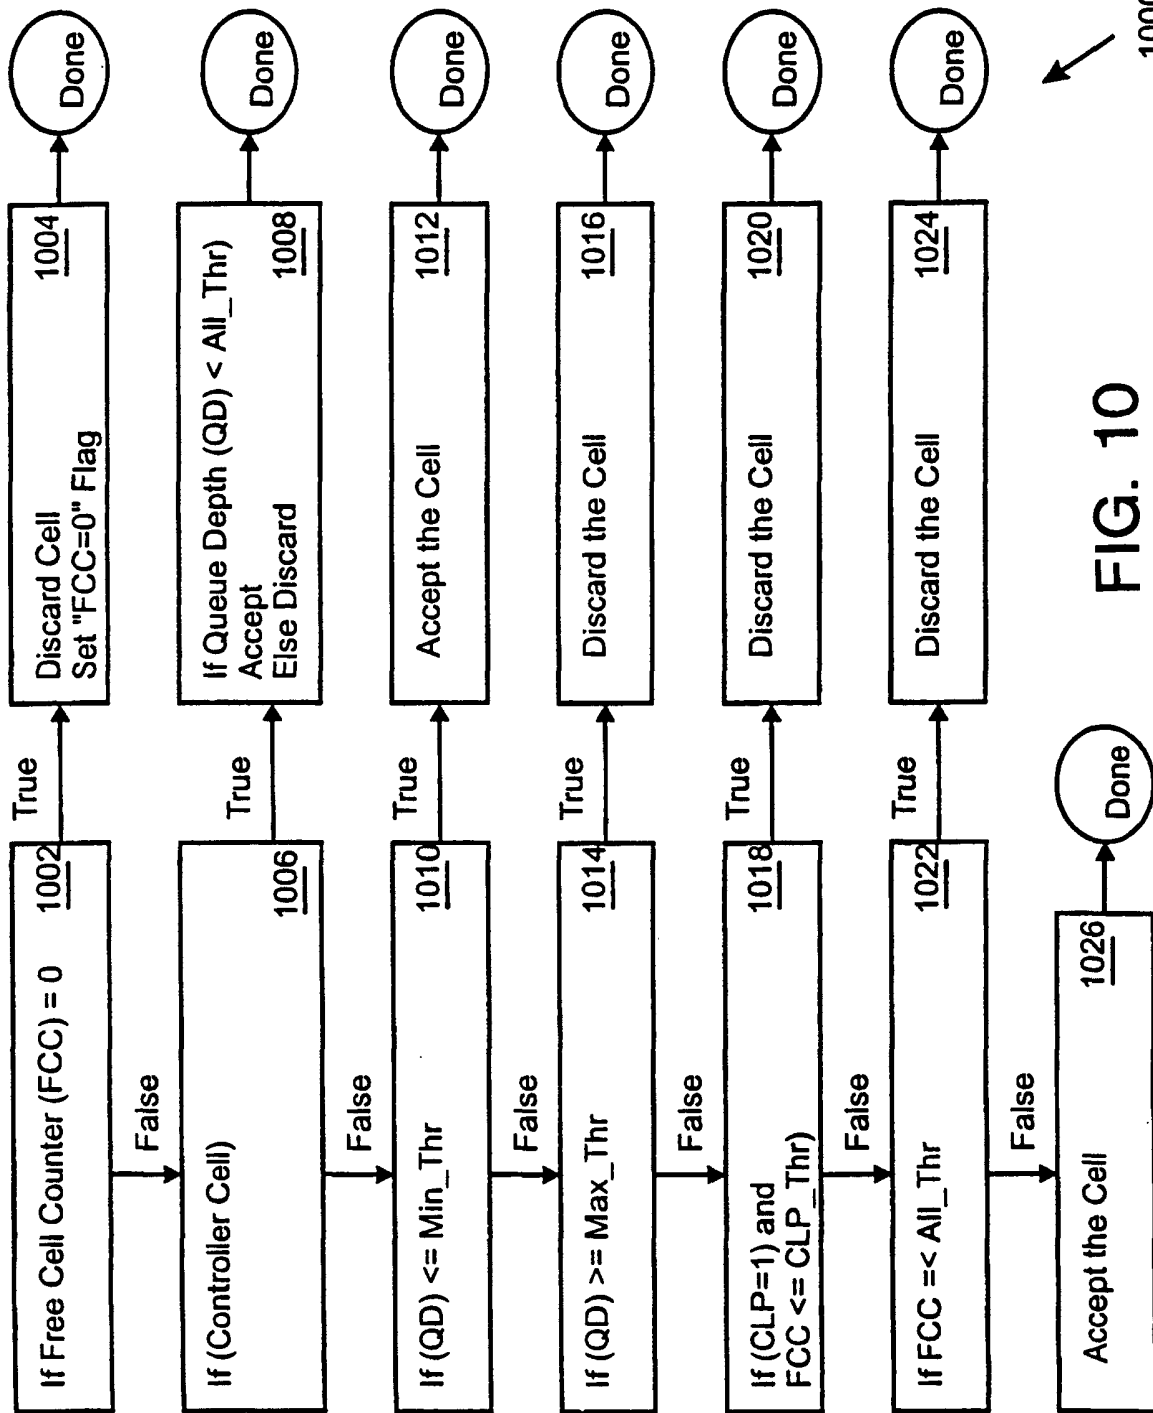 If Free Cell Counter (FCC) = 0
1002
True
Discard Cell
Set "FCC=0" Flag
1004
Done
False
If (Controller Cell)
1006
True
If Queue Depth (QD) < All_Thr)
Accept
Else Discard
1008
Done
False
If (QD) <= Min_Thr
1010
True
Accept the Cell
1012
Done
False
If (QD) >= Max_Thr
1014
True
Discard the Cell
1016
Done
False
If (CLP=1) and
FCC <= CLP_Thr)
1018
True
Discard the Cell
1020
Done
False
If FCC =< All_Thr
1022
True
Discard the Cell
1024
Done
False
Accept the Cell
1026
Done
FIG. 10